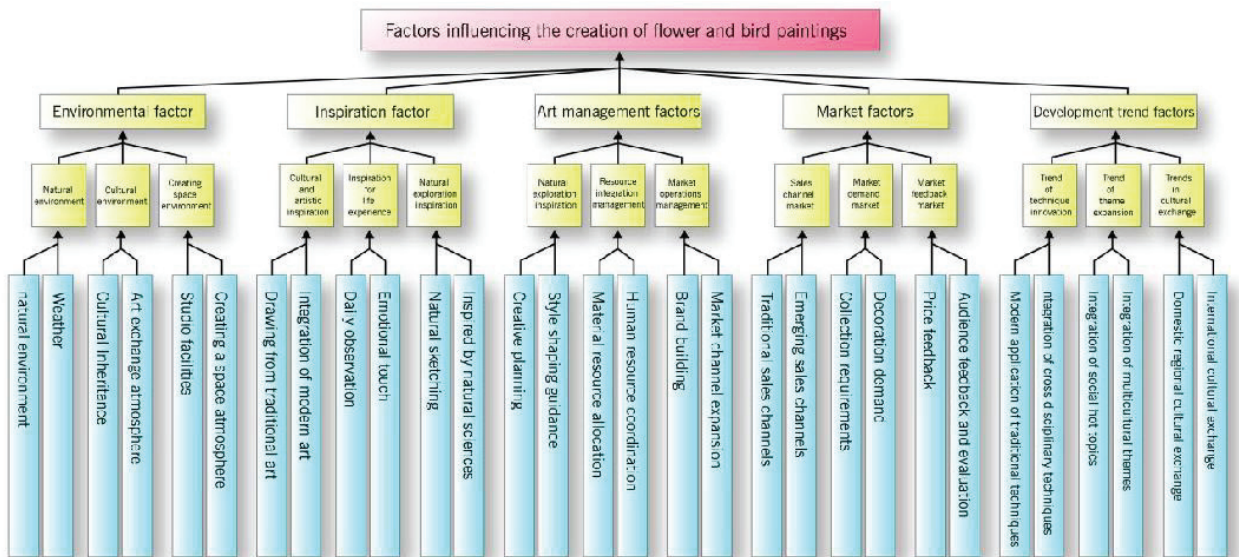 Factors influencing the creation of flower and bird paintings
Environmental factor
Inspiration factor
Art management factors
Market factors
Development trend factors
Natural
environment
Cultural
environment
Creating
space
environment
Cultural
and
artistic
inspiration
Inspiration
for
life
experience
Natural
exploration
inspiration
Natural
exploration
inspiration
Resource
integration
management
Market
operations
management
Sales
channel
market
Market
demand
market
Market
feedback
market
Trend
of
technique
innovation
Trend
of
theme
expansion
Trends
in
cultural
exchange
natural environment
Weather
Cultural Inheritance
Art exchange atmosphere
Studio facilities
Creating a space atmosphere
Drawing from traditional art
Integration of modern art
Daily observation
Emotional touch
Natural sketching
Inspired by natural sciences
Creative planning
Style shaping guidance
Material resource allocation
Human resource coordination
Brand building
Market channel expansion
Traditional sales channels
Emerging sales channels
Collection requirements
Decoration demand
Price feedback
Audience feedback and evaluation
Modern application of traditional techniques
Integration of cross disciplinary techniques
Integration of social hot topics
Integration of multicultural themes
Domestic regional cultural exchange
International cultural exchange